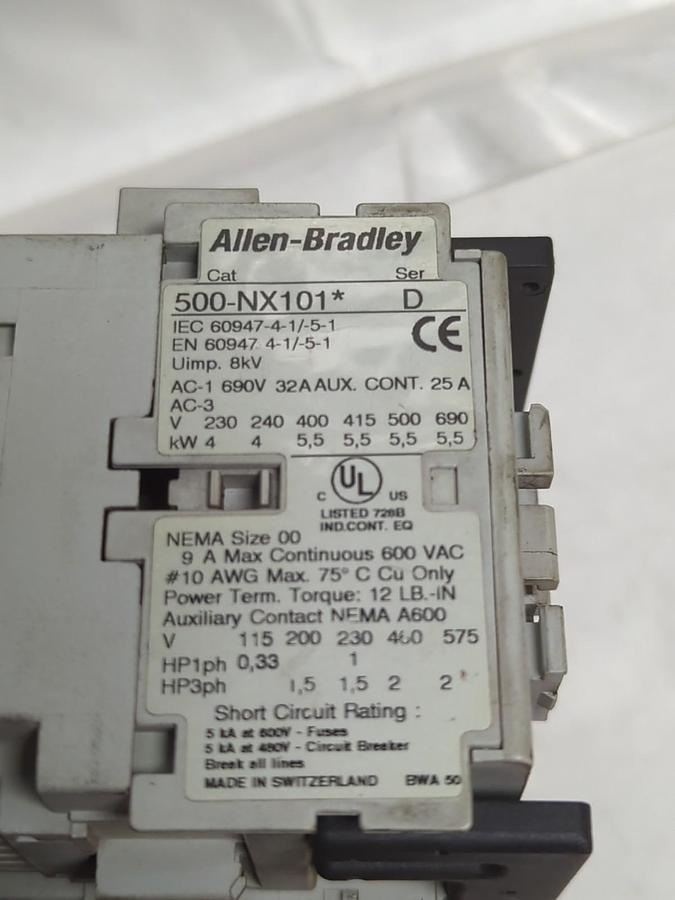 Allen-Bradley
Cat Ser
500-NX101* D
IEC 60947-4-1/-5-1
EN 60947 4-1/-5-1
Uimp. 8kV
CE
AC-1 690V 32A AUX. CONT. 25 A
AC-3
V 230 240 400 415 500 690
kW 4 4 5,5 5,5 5,5 5,5
C UL US
LISTED 726B
IND.CONT. EQ
NEMA Size 00
9 A Max Continuous 600 VAC
#10 AWG Max. 75° C Cu Only
Power Term. Torque: 12 LB.-IN
Auxiliary Contact NEMA A600
V 115 200 230 460 575
HP1ph 0,33 1
HP3ph 1,5 1,5 2 2
Short Circuit Rating :
5 kA at 600V - Fuses
5 kA at 480V - Circuit Breaker
Break all lines
MADE IN SWITZERLAND BWA 50